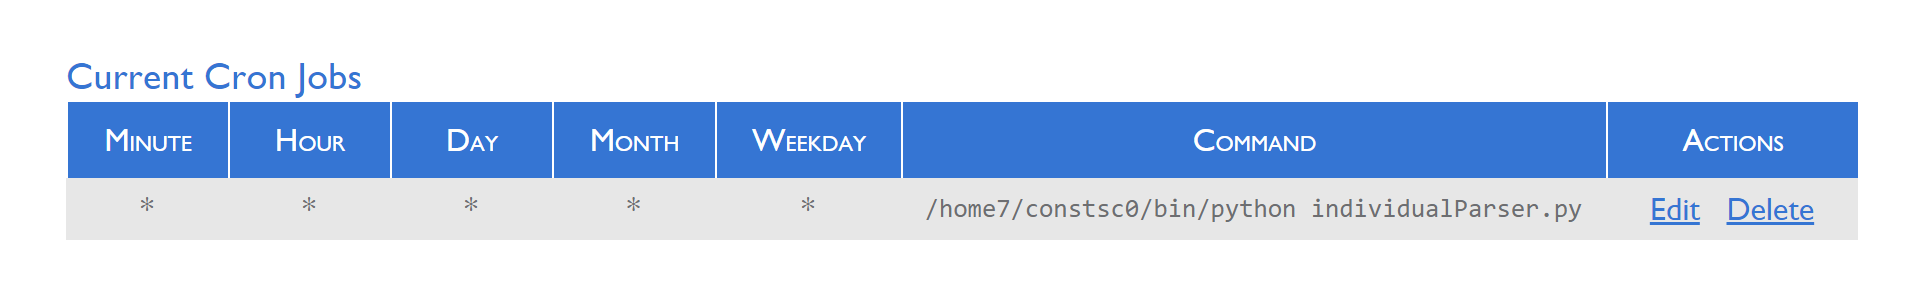 Current Cron Jobs
Minute Hour Day Month Weekday Command Actions
* * * * * /home7/constsc0/bin/python individualParser.py Edit Delete